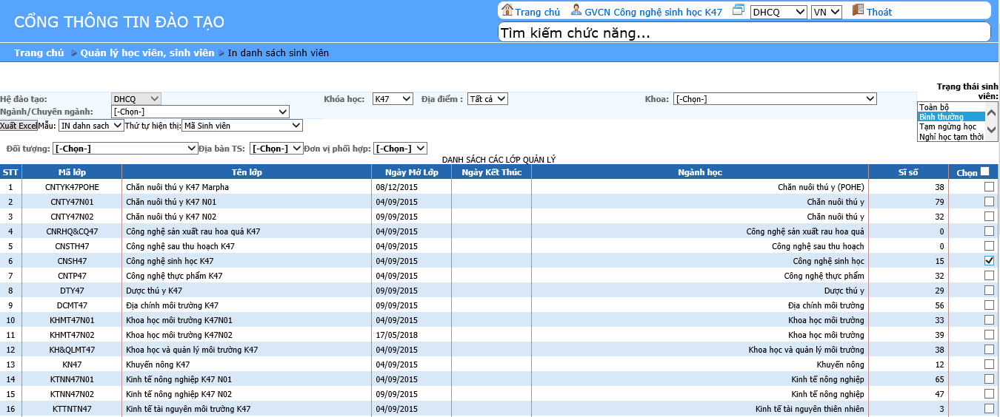 CỔNG THÔNG TIN ĐÀO TẠO
Trang chủ GVCN Công nghệ sinh học K47 DHCQ VN Thoát
Tìm kiếm chức năng...
Trang chủ Quản lý học viên, sinh viên In danh sách sinh viên
Trạng thái sinh viên:
Hệ đào tạo: DHCQ Khóa học: K47 Địa điểm : Tất cả Khoa: [-Chọn-]
Toàn bộ
Bình thường
Tạm ngừng học
Nghỉ học tạm thời
Ngành/Chuyên ngành: [-Chọn-]
Xuất Excel Mẫu: IN dahn sach Thứ tự hiện thị: Mã Sinh viên
Đối tượng: [-Chọn-] Địa bàn TS: [-Chọn-] Đơn vị phối hợp: [-Chọn-]
DANH SÁCH CÁC LỚP QUẢN LÝ
STT Mã lớp Tên lớp Ngày Mở Lớp Ngày Kết Thúc Ngành học Sĩ số Chọn
1 CNTYK47POHE Chăn nuôi thú y K47 Marpha 08/12/2015 Chăn nuôi thú y (POHE) 38
2 CNTY47N01 Chăn nuôi thú y K47 N01 04/09/2015 Chăn nuôi thú y 79
3 CNTY47N02 Chăn nuôi thú y K47 N02 09/09/2015 Chăn nuôi thú y 32
4 CNRHQ&CQ47 Công nghệ sản xuất rau hoa quả K47 04/09/2015 Công nghệ sản xuất rau hoa quả 0
5 CNSTH47 Công nghệ sau thu hoạch K47 04/09/2015 Công nghệ sau thu hoạch 0
6 CNSH47 Công nghệ sinh học K47 04/09/2015 Công nghệ sinh học 15
7 CNTP47 Công nghệ thực phẩm K47 04/09/2015 Công nghệ thực phẩm 32
8 DTY47 Dược thú y K47 09/09/2015 Dược thú y 29
9 DCMT47 Địa chính môi trường K47 09/09/2015 Địa chính môi trường 56
10 KHMT47N01 Khoa học môi trường K47N01 04/09/2015 Khoa học môi trường 33
11 KHMT47N02 Khoa học môi trường K47N02 17/05/2018 Khoa học môi trường 39
12 KH&QLMT47 Khoa học và quản lý môi trường K47 04/09/2015 Khoa học và quản lý môi trường 38
13 KN47 Khuyến nông K47 04/09/2015 Khuyến nông 12
14 KTNN47N01 Kinh tế nông nghiệp K47 N01 04/09/2015 Kinh tế nông nghiệp 65
15 KTNN47N02 Kinh tế nông nghiệp K47 N02 09/09/2015 Kinh tế nông nghiệp 47
16 KTTNTN47 Kinh tế tài nguyên môi trường K47 04/09/2015 Kinh tế tài nguyên thiên nhiên 3